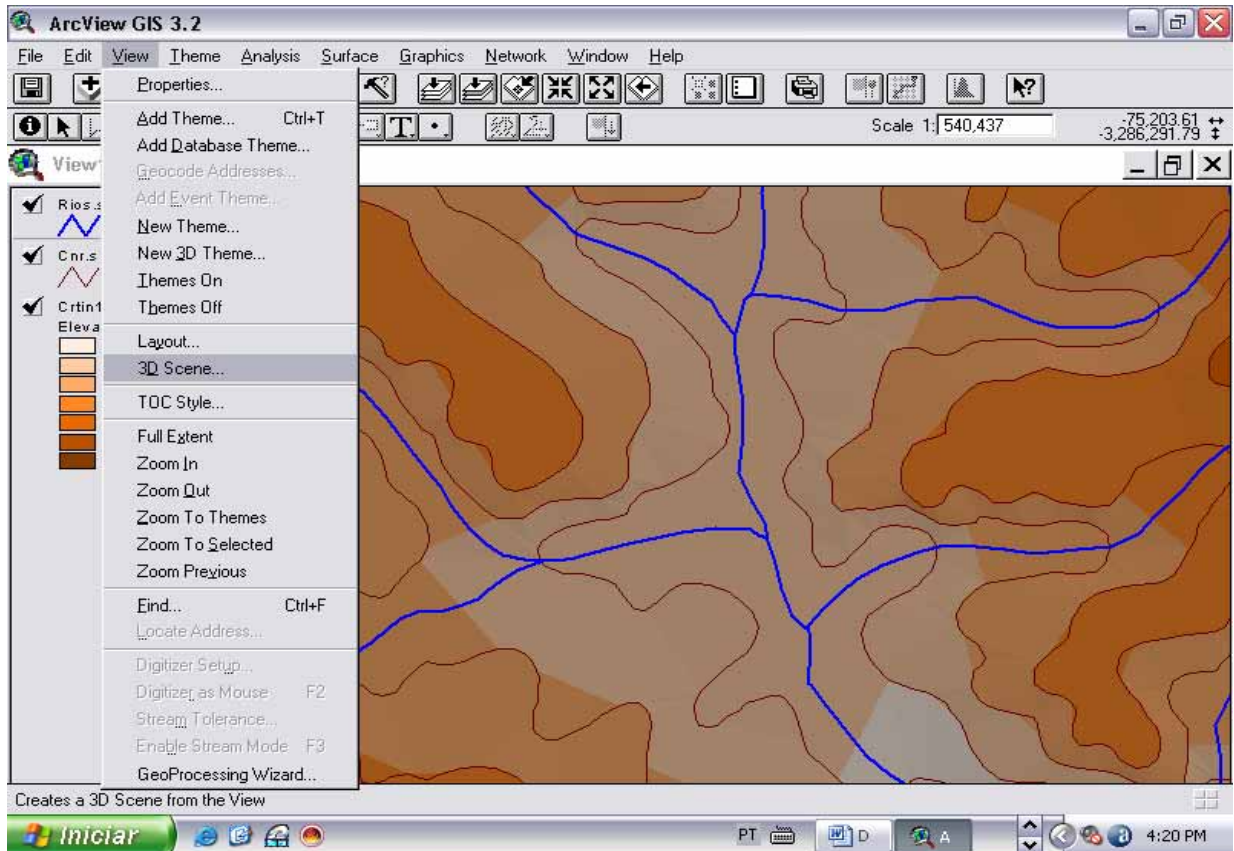 ArcView GIS 3.2
File Edit View Theme Analysis Surface Graphics Network Window Help
Scale 1: 540,437
-75,203.61
-3,286,291.79
View1
Rios.s
Cnr.s
Crtin1
Eleva
Properties...
Add Theme... Ctrl+T
Add Database Theme...
Geocode Addresses...
Add Event Theme...
New Theme...
New 3D Theme...
Themes On
Themes Off
Layout...
3D Scene...
TOC Style...
Full Extent
Zoom In
Zoom Out
Zoom To Themes
Zoom To Selected
Zoom Previous
Find... Ctrl+F
Locate Address...
Digitizer Setup...
Digitizer as Mouse F2
Stream Tolerance...
Enable Stream Mode F3
GeoProcessing Wizard...
Creates a 3D Scene from the View
Iniciar PT D A 4:20 PM